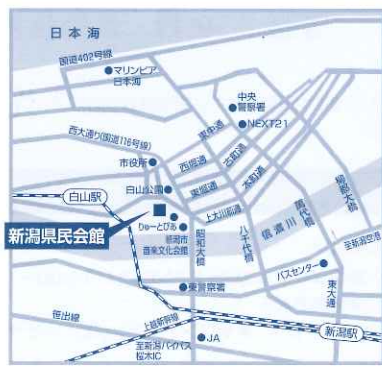 日本海
国道402号線
マリンピア
日本海
中央
警察署
NEXT21
西大通り(国道116号線)
東中通
市役所
西堀通
古町通
本町通
柳都大橋
白山公園
東堀通
白山駅
上大川前通
信濃川
萬代橋
新潟県民会館
りゅーとぴあ
新潟市
音楽文化会館
昭和大橋
八千代橋
至新潟空港
バスセンター
東警察署
東大通
笹出線
上越新幹線
新潟駅
JA
至新潟バイパス
桜木IC